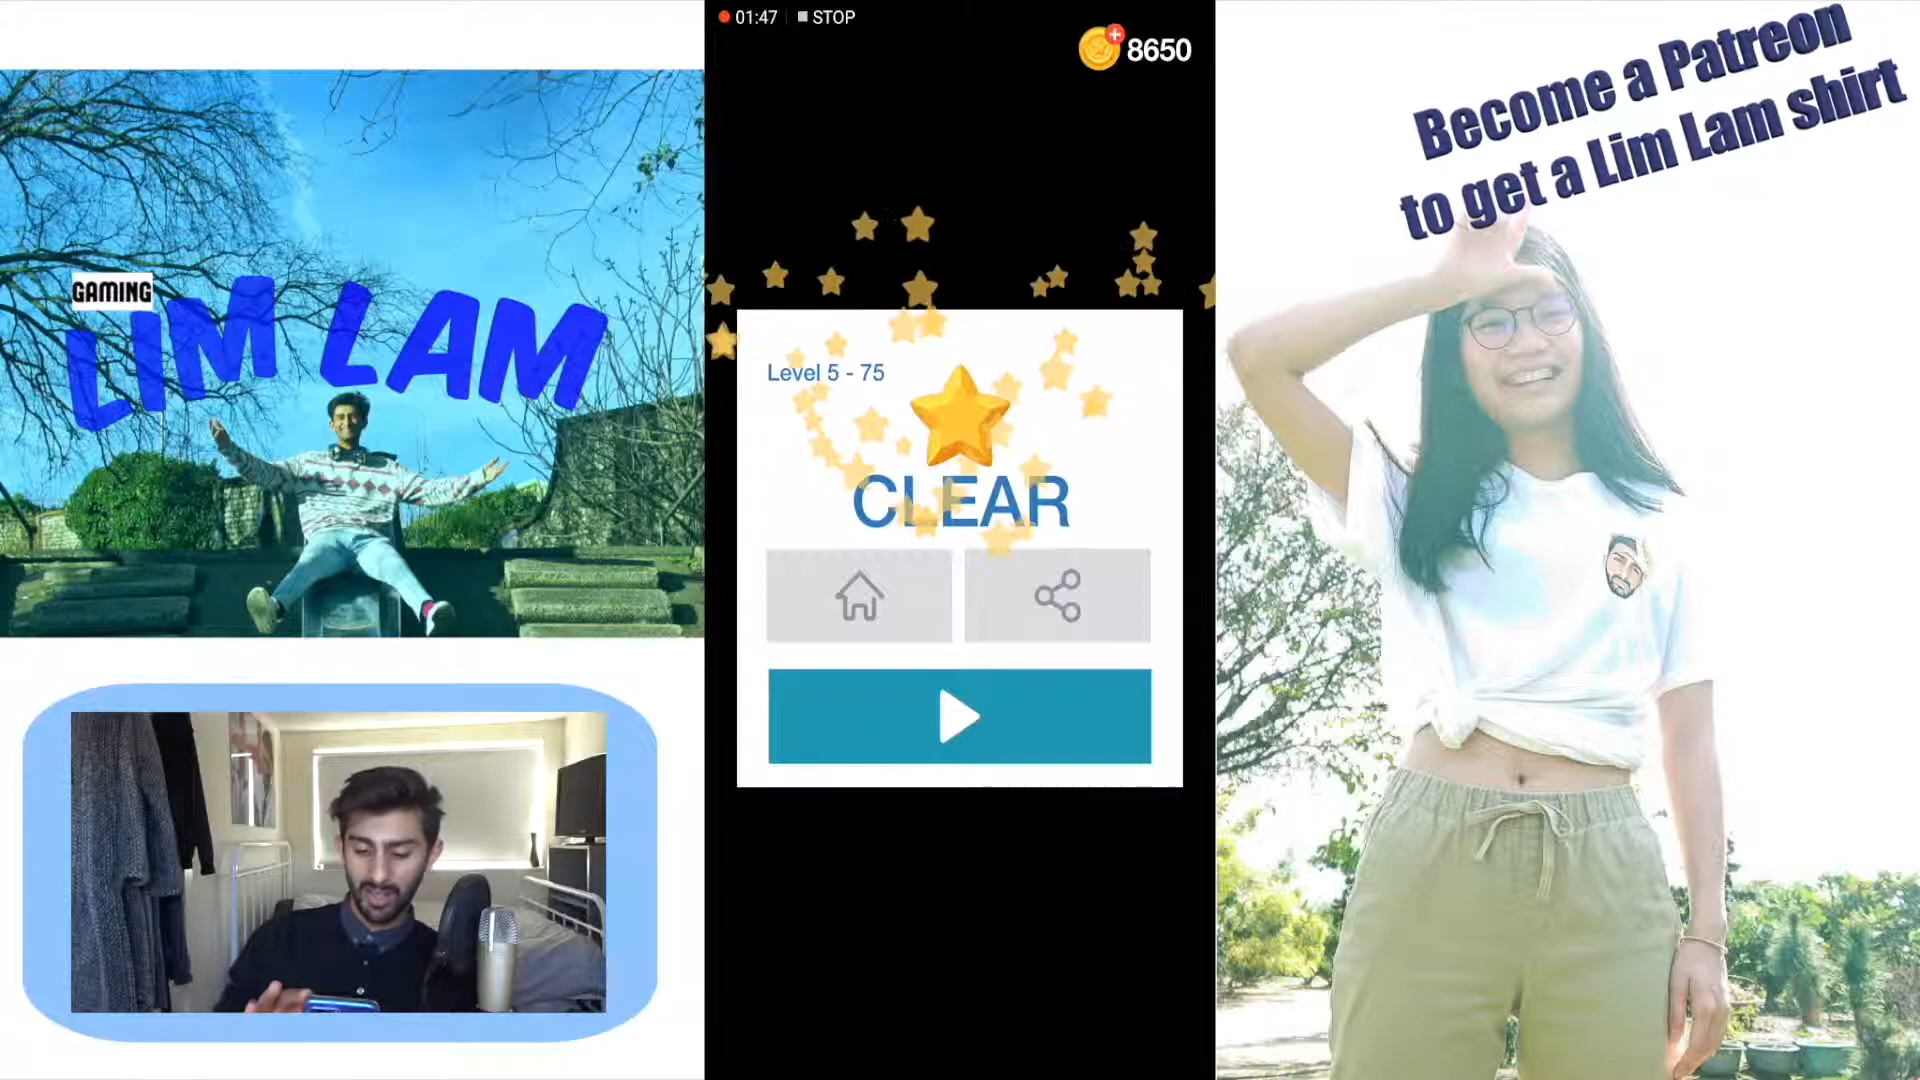 GAMING
LIM LAM
01:47
STOP
8650
Level 5 - 75
CLEAR
Become a Patreon
to get a Lim Lam shirt